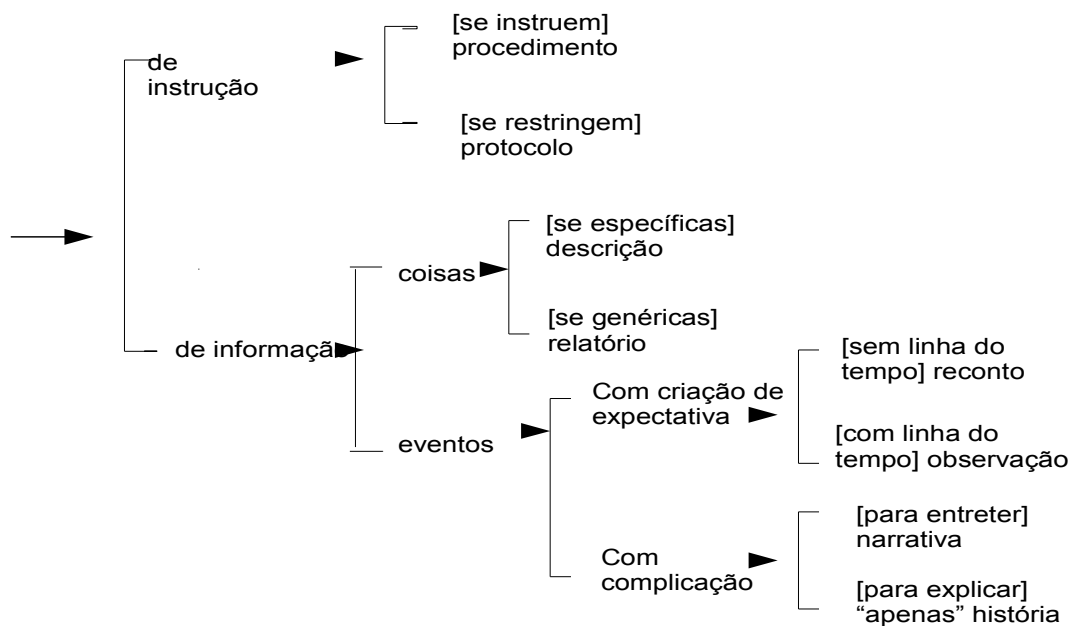 [se instruem]
procedimento
de
instrução
[se restringem]
protocolo
[se específicas]
descrição
coisas
[se genéricas]
relatório
de informação
[sem linha do
tempo] reconto
Com criação de
expectativa
[com linha do
tempo] observação
eventos
[para entreter]
narrativa
Com
complicação
[para explicar]
“apenas” história